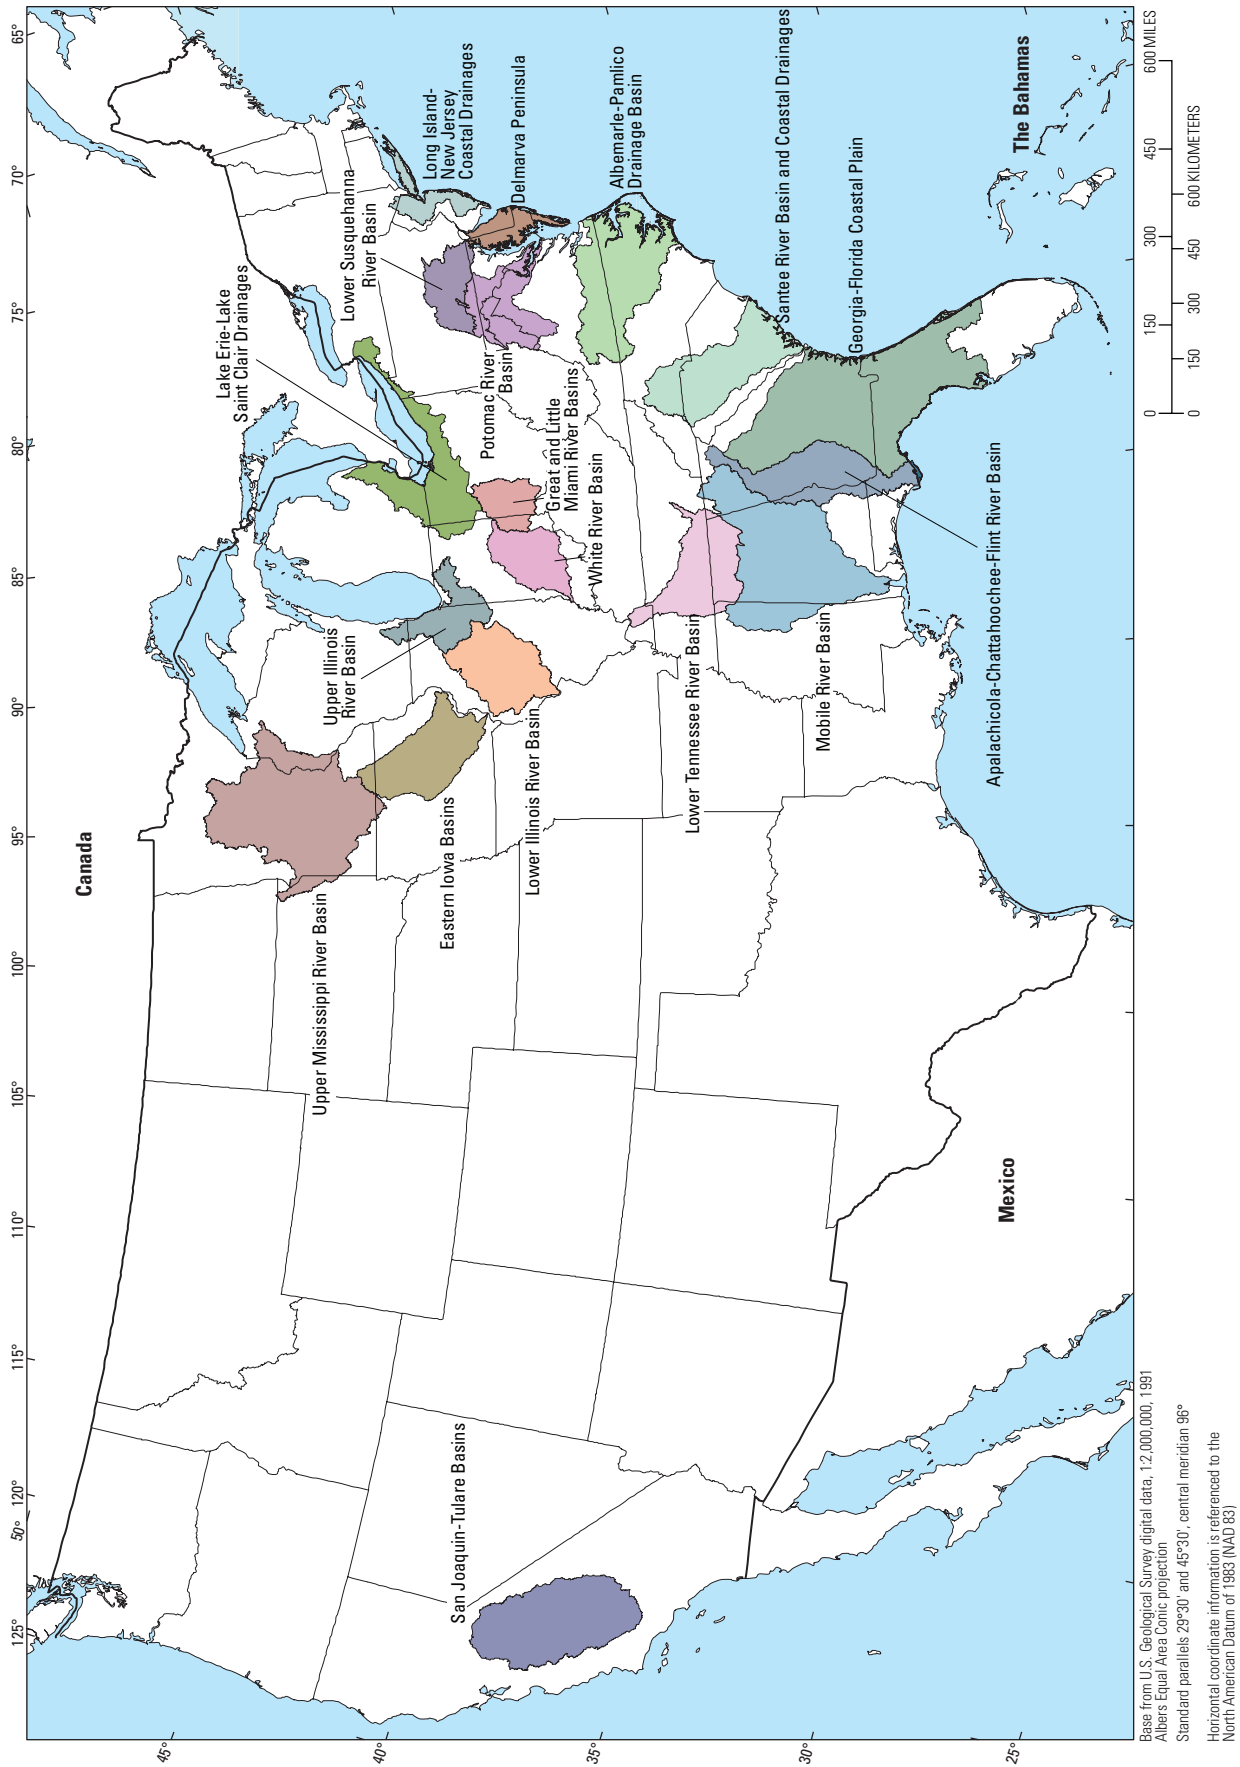 125°
120°
115°
110°
105°
100°
95°
90°
85°
80°
75°
70°
65°
50°
45°
40°
35°
30°
25°
Canada
Mexico
The Bahamas
San Joaquin-Tulare Basins
Upper Mississippi River Basin
Eastern Iowa Basins
Lower Illinois River Basin
Upper Illinois
River Basin
Lake Erie-Lake
Saint Clair Drainages
Lower Susquehanna
River Basin
Long Island-
New Jersey
Coastal Drainages
Delmarva Peninsula
Potomac River
Basin
Great and Little
Miami River Basins
White River Basin
Albemarle-Pamlico
Drainage Basin
Santee River Basin and Coastal Drainages
Georgia-Florida Coastal Plain
Lower Tennessee River Basin
Mobile River Basin
Apalachicola-Chattahoochee-Flint River Basin
Base from U.S. Geological Survey digital data, 1:2,000,000, 1991
Albers Equal Area Conic projection
Standard parallels 29°30' and 45°30', central meridian 96°
Horizontal coordinate information is referenced to the
North American Datum of 1983 (NAD 83)
0 150 300 450 600 MILES
0 150 300 450 600 KILOMETERS